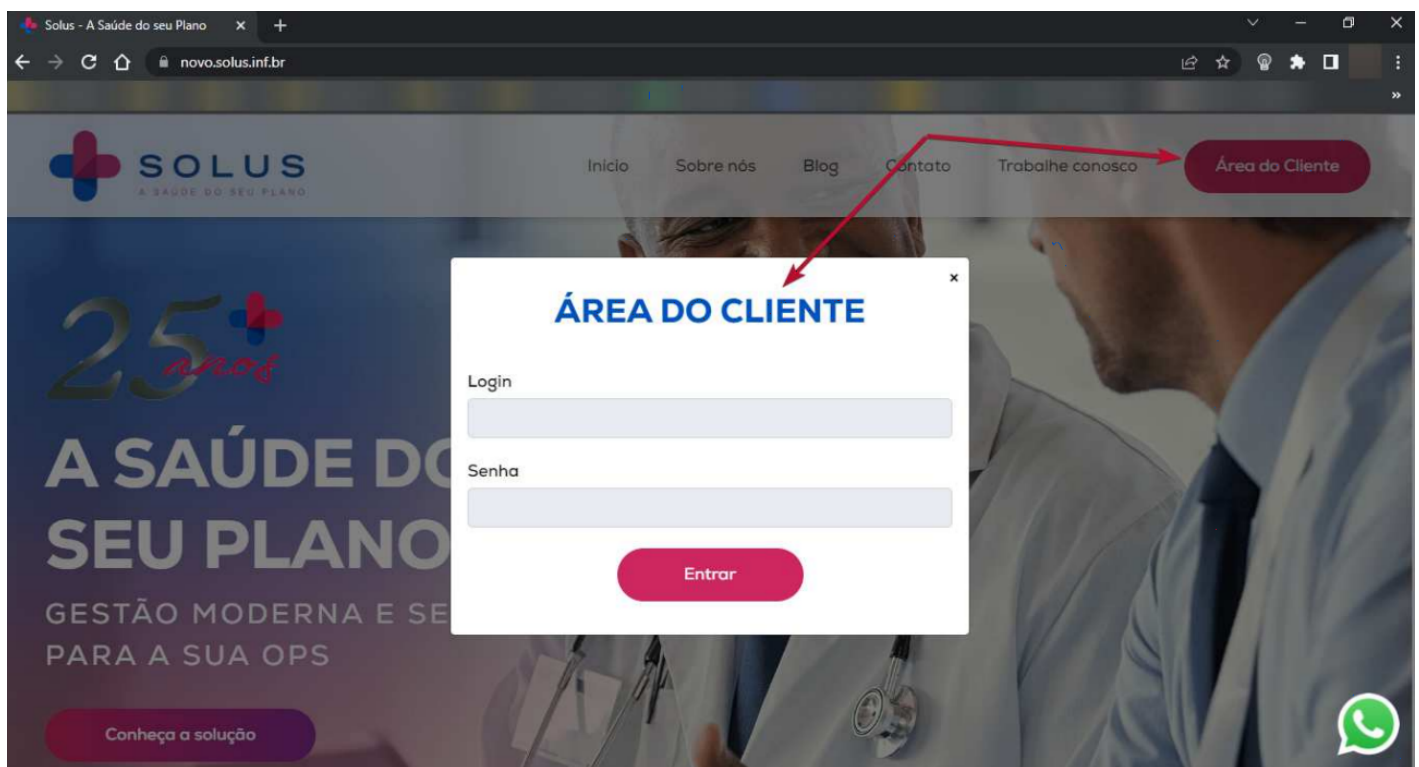 Solus - A Saúde do seu Plano
novo.solus.inf.br
SOLUS
A SAÚDE DO SEU PLANO
Início Sobre nós Blog Contato Trabalhe conosco Área do Cliente
ÁREA DO CLIENTE
Login
Senha
Entrar
25 anos
A SAÚDE DO
SEU PLANO
GESTÃO MODERNA E SE
PARA A SUA OPS
Conheça a solução